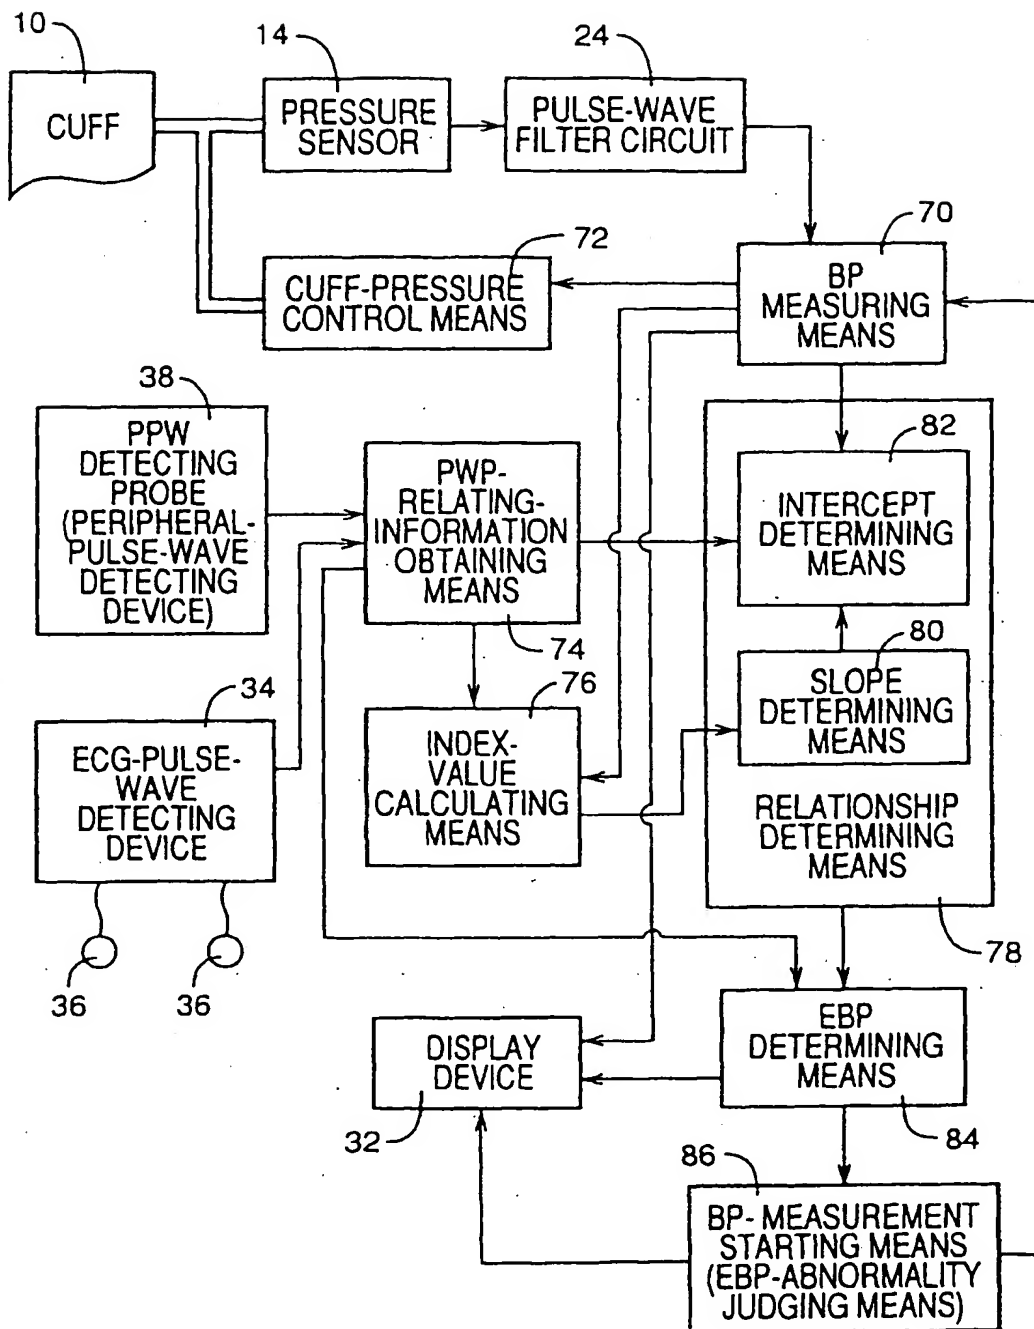 10
14
24
CUFF
PRESSURE
SENSOR
PULSE-WAVE
FILTER CIRCUIT
72
70
CUFF-PRESSURE
CONTROL MEANS
BP
MEASURING
MEANS
38
PPW
DETECTING
PROBE
(PERIPHERAL-
PULSE-WAVE
DETECTING
DEVICE)
PWP-
RELATING-
INFORMATION
OBTAINING
MEANS
74
82
INTERCEPT
DETERMINING
MEANS
80
SLOPE
DETERMINING
MEANS
RELATIONSHIP
DETERMINING
MEANS
78
34
ECG-PULSE-
WAVE
DETECTING
DEVICE
36
36
76
INDEX-
VALUE
CALCULATING
MEANS
DISPLAY
DEVICE
32
EBP
DETERMINING
MEANS
84
86
BP- MEASUREMENT
STARTING MEANS
(EBP-ABNORMALITY
JUDGING MEANS)